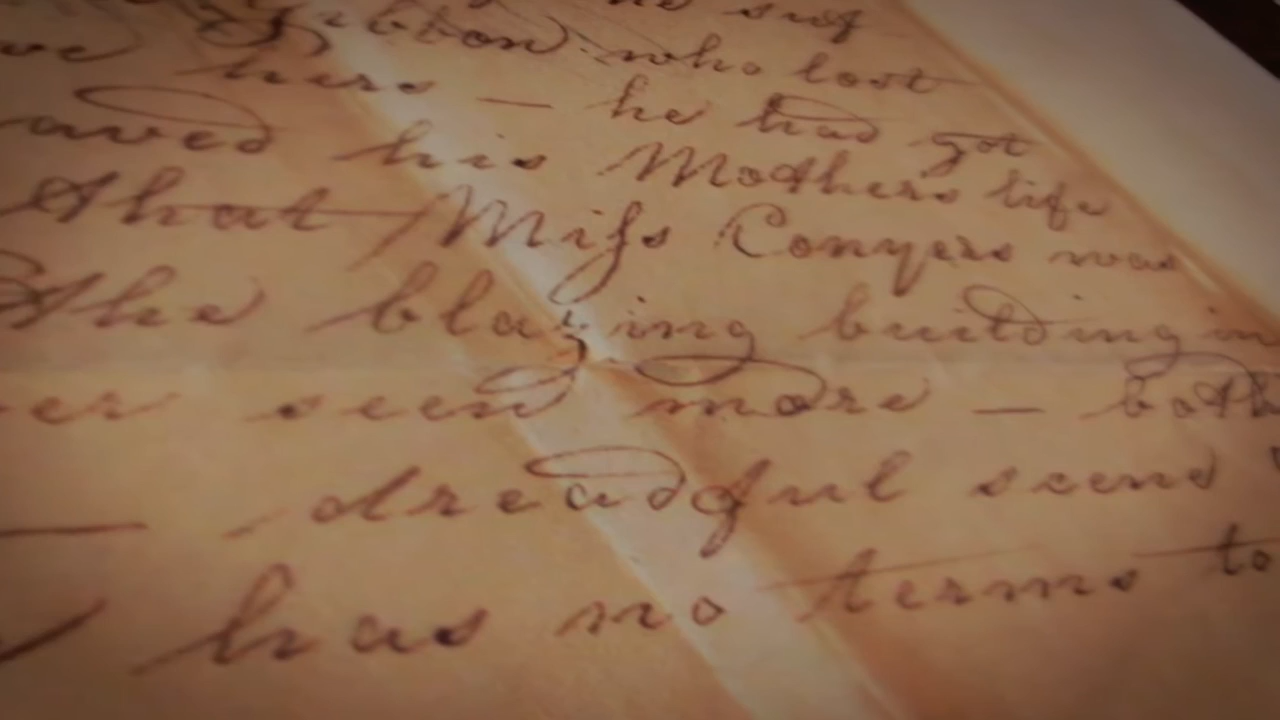 Gibbon who lost
here — he had got
his Mothers life
that Miſs Conyers was
the blazing building in
seen more — both
— dreadful scene
has no terms to